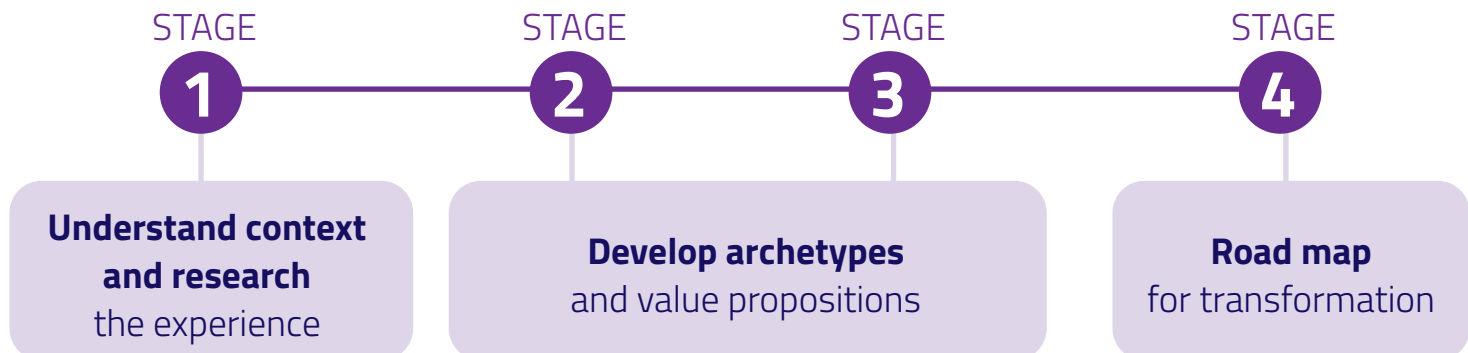 STAGE
1
STAGE
2
STAGE
3
STAGE
4
Understand context
and research
the experience
Develop archetypes
and value propositions
Road map
for transformation